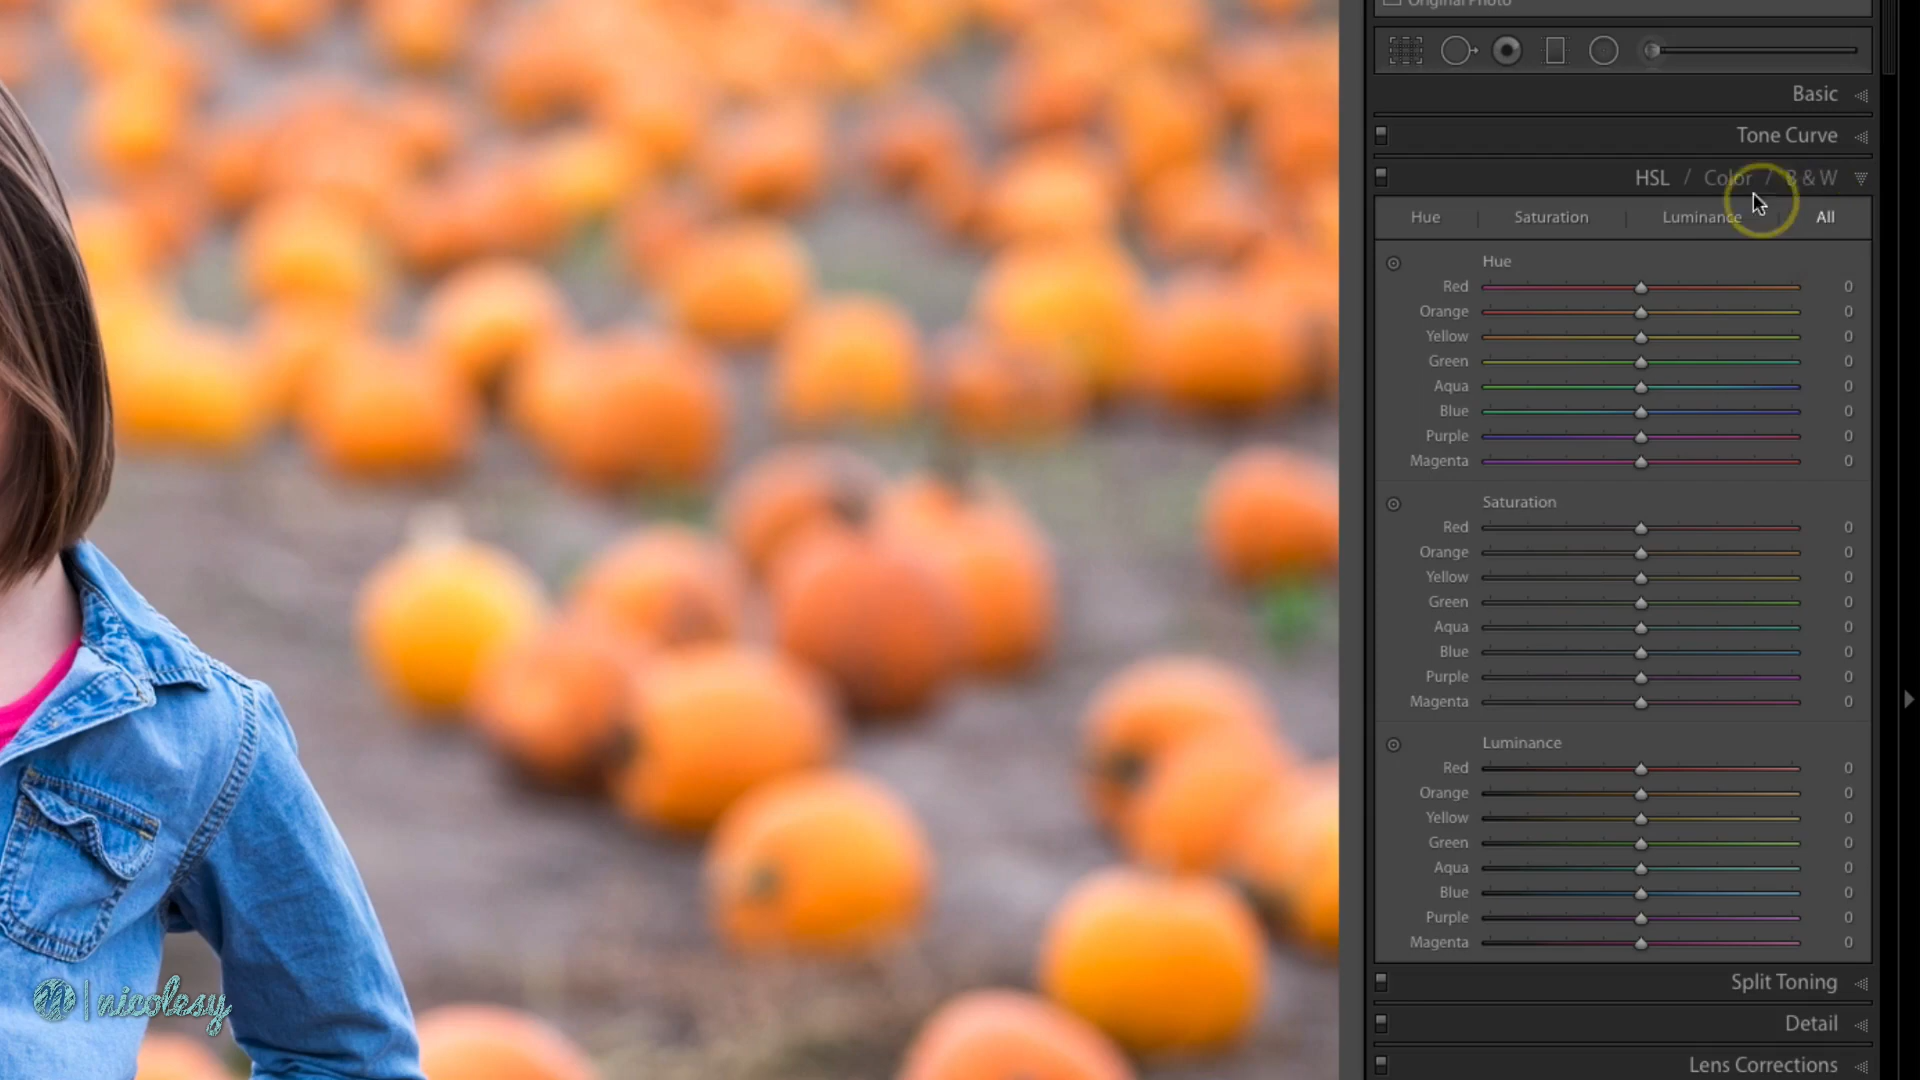 Original Photo
Basic
Tone Curve
HSL / Color / B & W
Hue Saturation Luminance All
Hue
Red 0
Orange 0
Yellow 0
Green 0
Aqua 0
Blue 0
Purple 0
Magenta 0
Saturation
Red 0
Orange 0
Yellow 0
Green 0
Aqua 0
Blue 0
Purple 0
Magenta 0
Luminance
Red 0
Orange 0
Yellow 0
Green 0
Aqua 0
Blue 0
Purple 0
Magenta 0
Split Toning
Detail
Lens Corrections
nicolesy